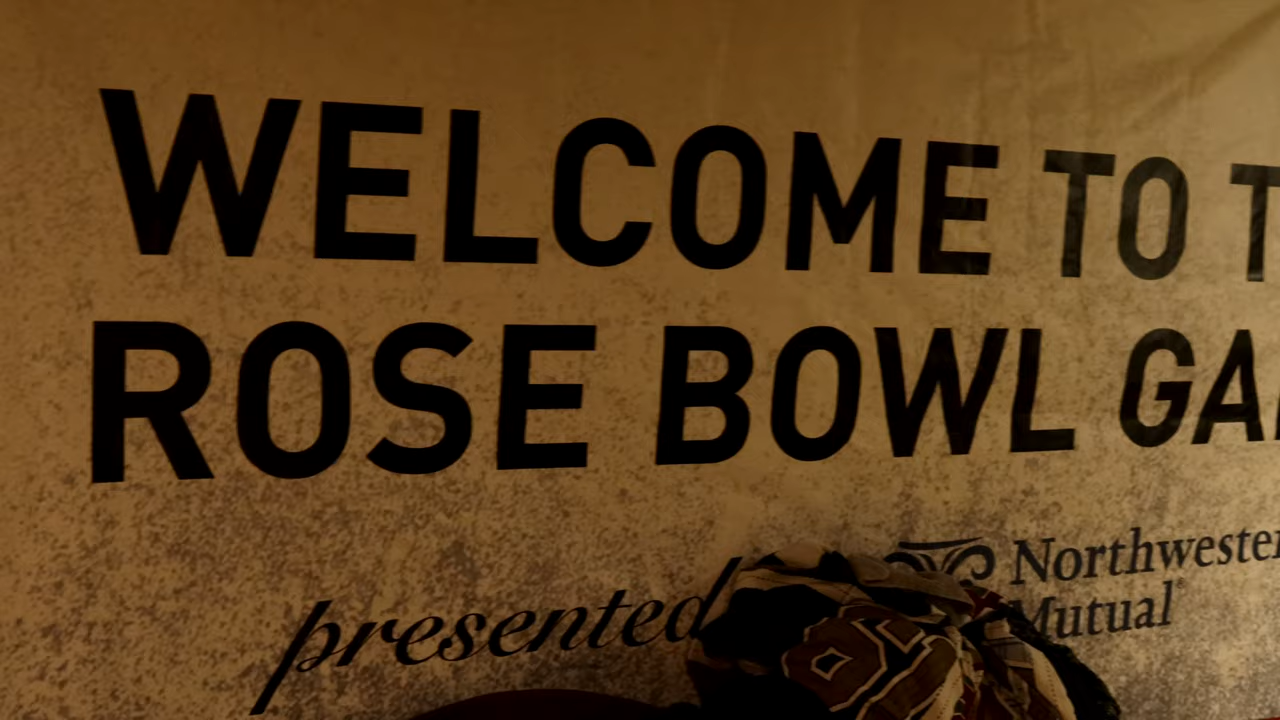 WELCOME TO T
ROSE BOWL GA
presented
Northwester
Mutual